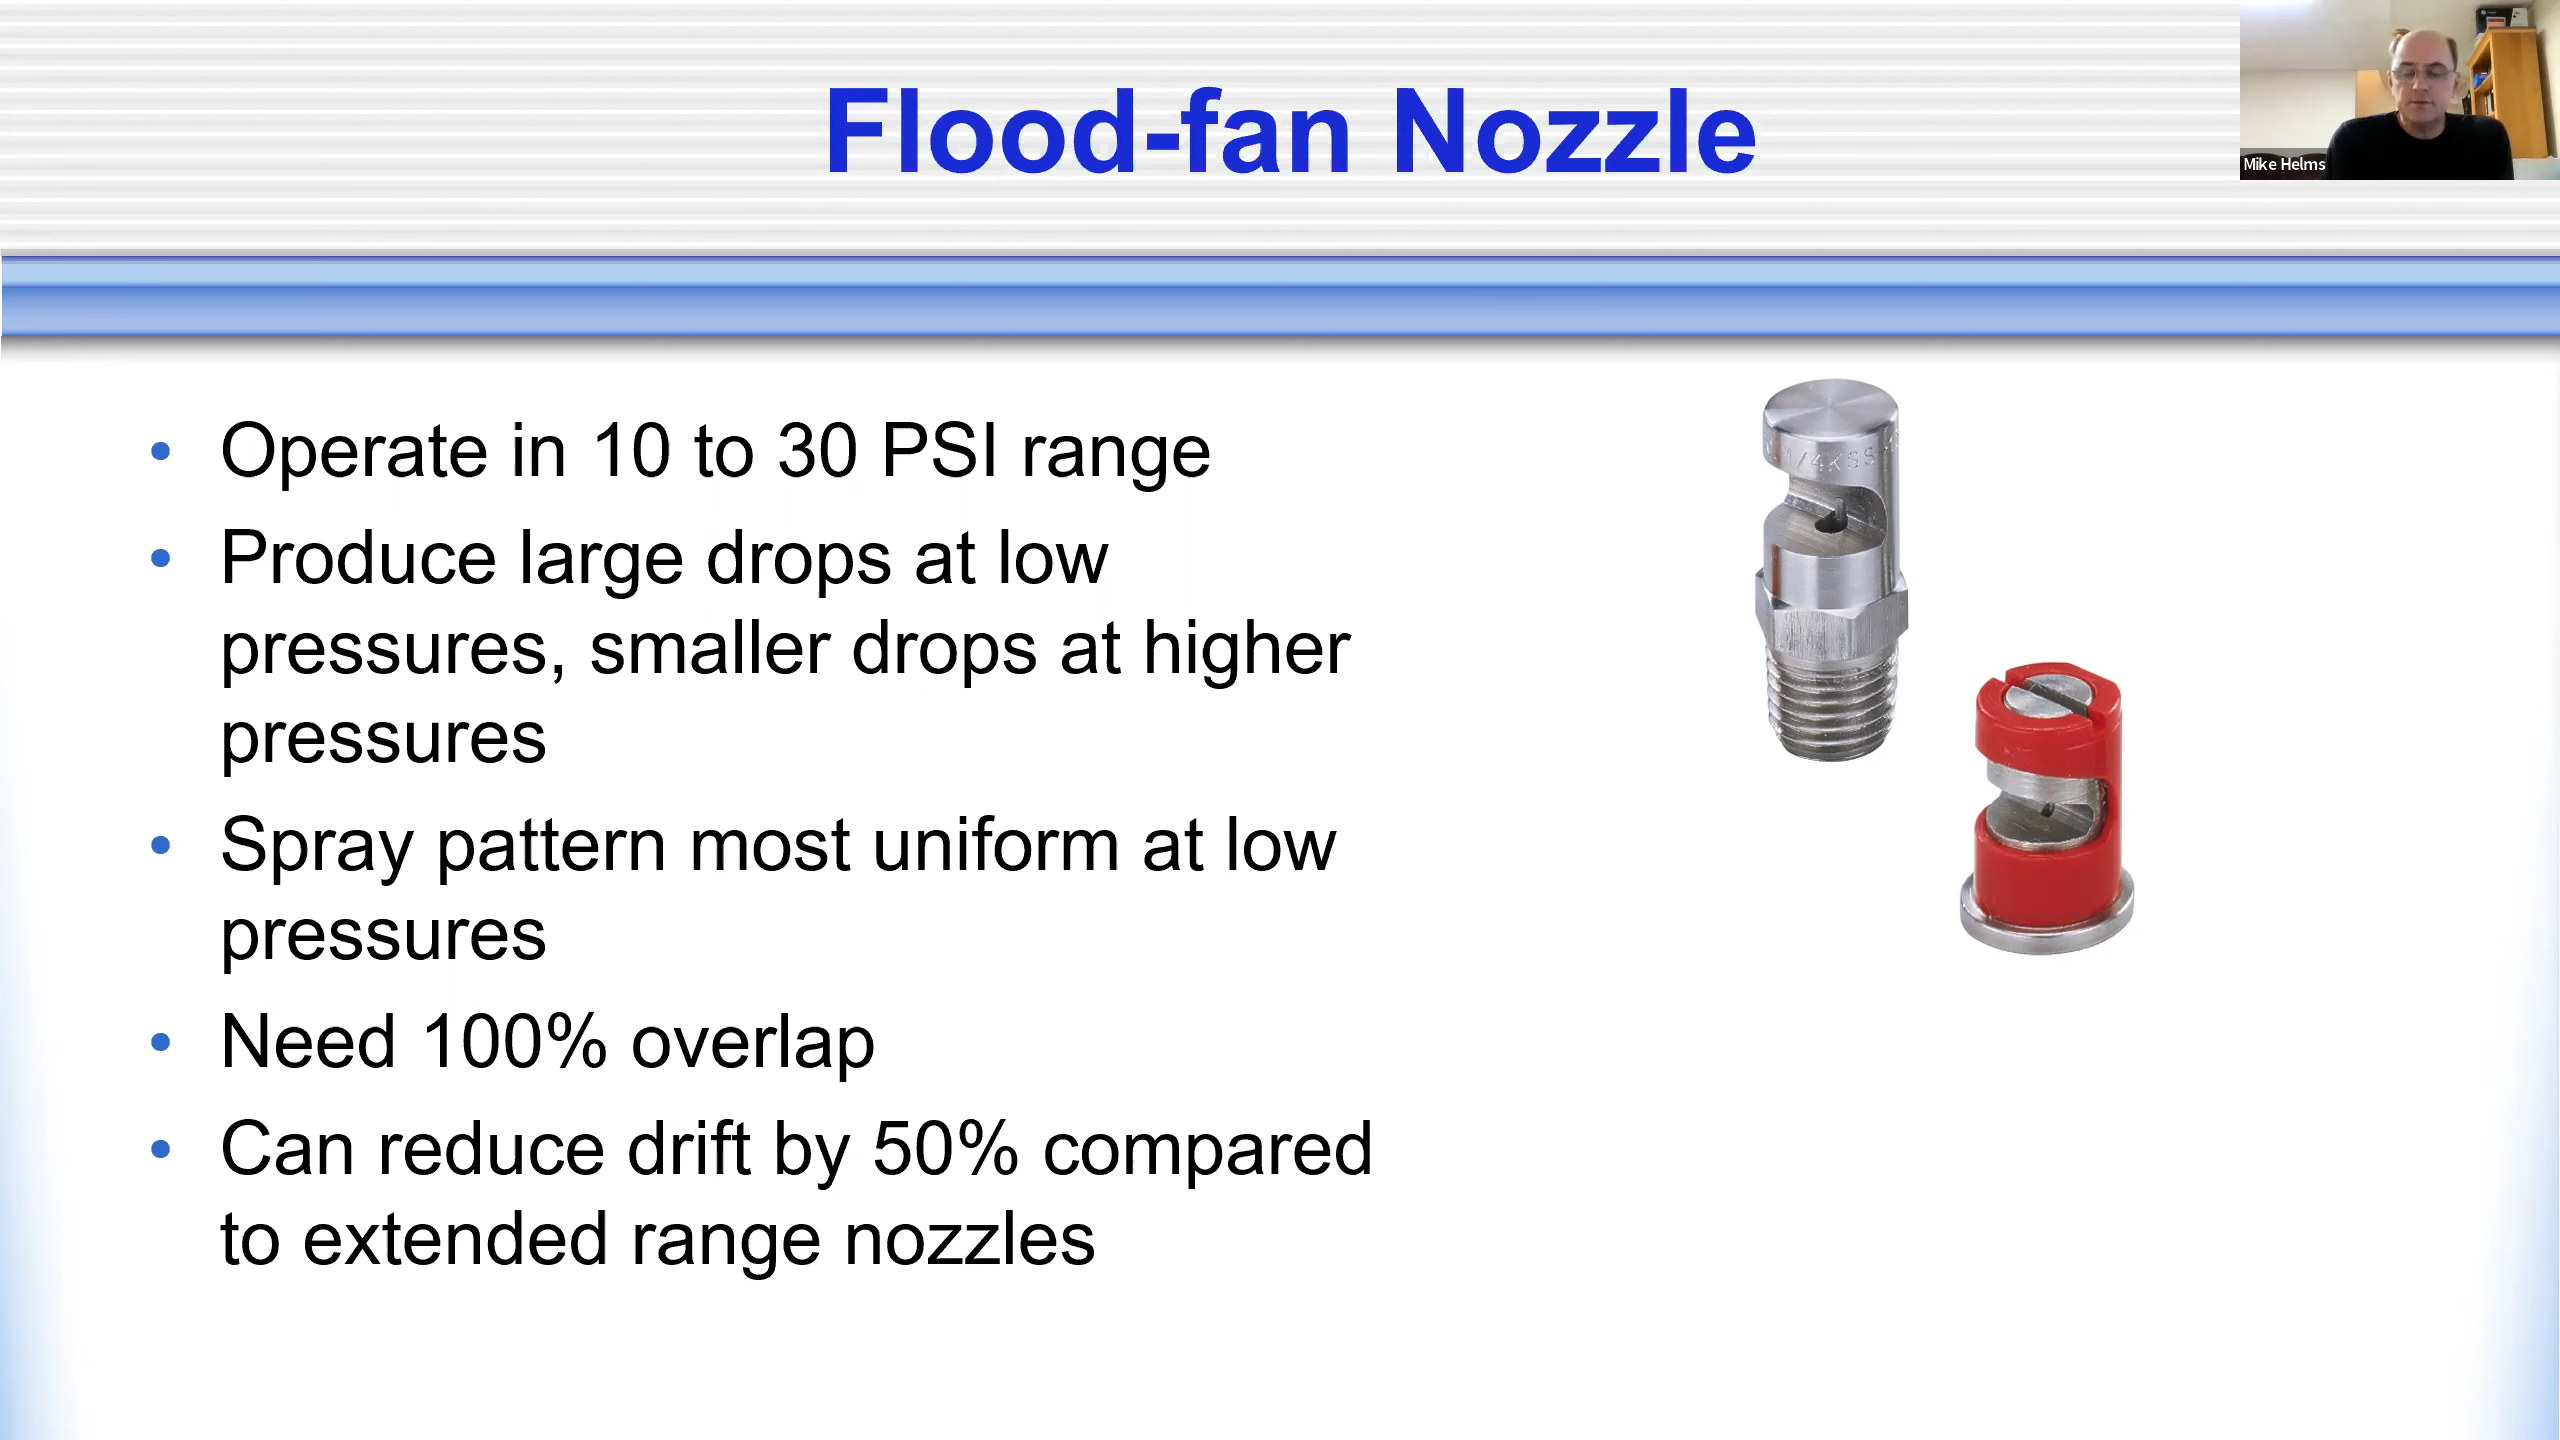 Flood-fan Nozzle
Mike Helms
• Operate in 10 to 30 PSI range
• Produce large drops at low
pressures, smaller drops at higher
pressures
• Spray pattern most uniform at low
pressures
• Need 100% overlap
• Can reduce drift by 50% compared
to extended range nozzles